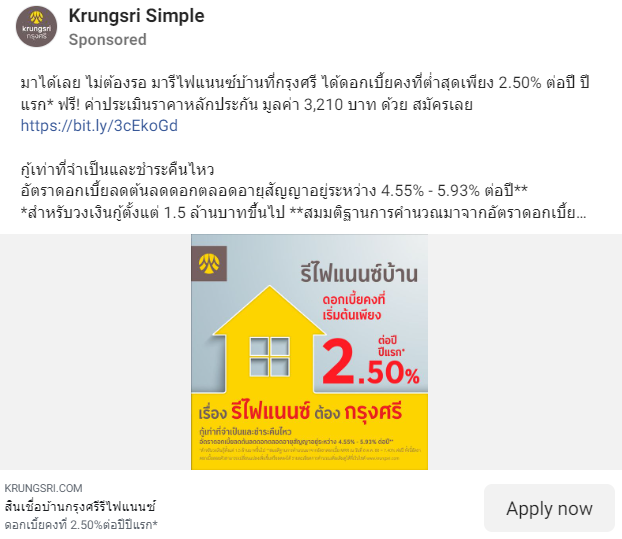 Krungsri Simple
Sponsored
krungsri
กรุงศรี
มาได้เลย ไม่ต้องรอ มารีไฟแนนซ์บ้านที่กรุงศรี ได้ดอกเบี้ยคงที่ต่ำสุดเพียง 2.50% ต่อปี ปี
แรก* ฟรี! ค่าประเมินราคาหลักประกัน มูลค่า 3,210 บาท ด้วย สมัครเลย
https://bit.ly/3cEkoGd
กู้เท่าที่จำเป็นและชำระคืนไหว
อัตราดอกเบี้ยลดต้นลดดอกตลอดอายุสัญญาอยู่ระหว่าง 4.55% - 5.93% ต่อปี**
*สำหรับวงเงินกู้ตั้งแต่ 1.5 ล้านบาทขึ้นไป **สมมติฐานการคำนวณมาจากอัตราดอกเบี้ย...
รีไฟแนนซ์บ้าน
ดอกเบี้ยคงที่
เริ่มต้นเพียง
2.50%
ต่อปี
ปีแรก*
เรื่อง รีไฟแนนซ์ ต้อง กรุงศรี
กู้เท่าที่จำเป็นและชำระคืนไหว
อัตราดอกเบี้ยลดต้นลดดอกตลอดอายุสัญญาอยู่ระหว่าง 4.55% - 5.93% ต่อปี**
KRUNGSRI.COM
สินเชื่อบ้านกรุงศรีรีไฟแนนซ์
ดอกเบี้ยคงที่ 2.50%ต่อปีปีแรก*
Apply now